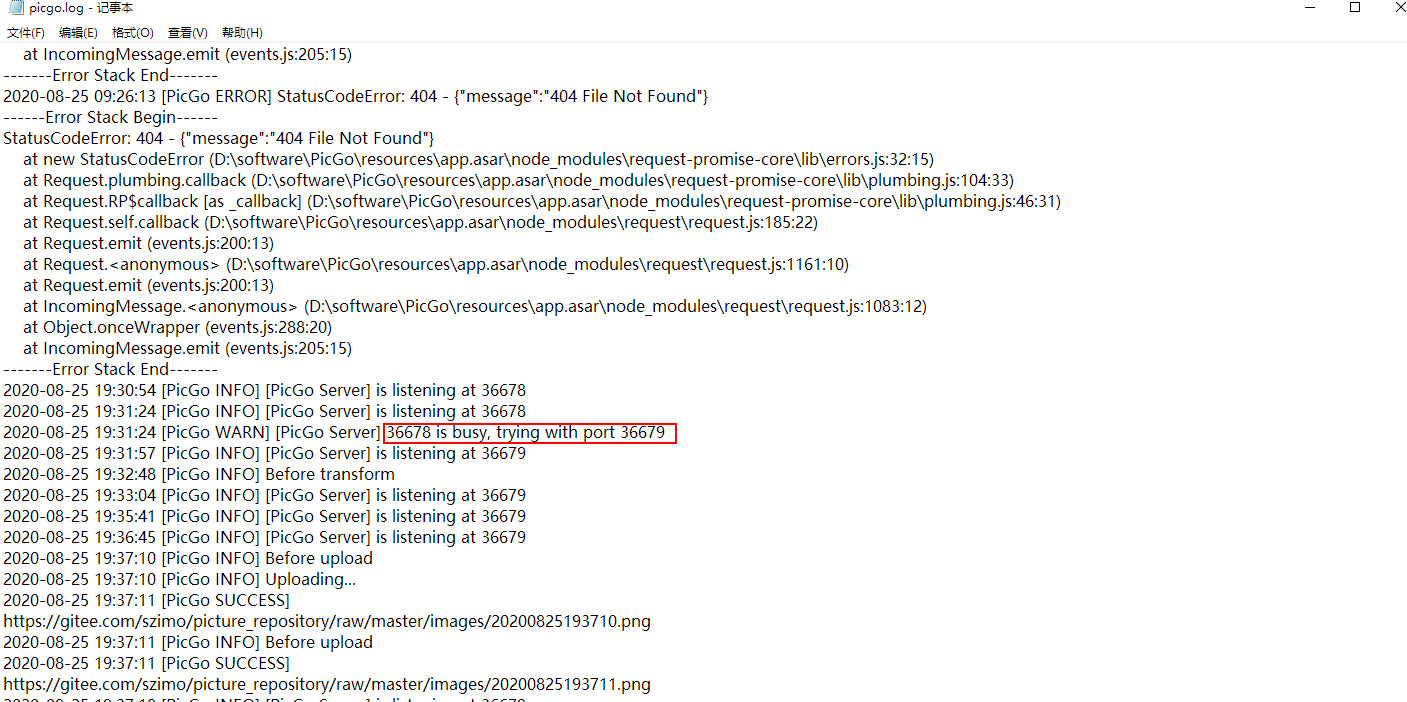 picgo.log - 记事本
文件(F) 编辑(E) 格式(O) 查看(V) 帮助(H)
at IncomingMessage.emit (events.js:205:15)
-------Error Stack End-------
2020-08-25 09:26:13 [PicGo ERROR] StatusCodeError: 404 - {"message":"404 File Not Found"}
------Error Stack Begin------
StatusCodeError: 404 - {"message":"404 File Not Found"}
at new StatusCodeError (D:\software\PicGo\resources\app.asar\node_modules\request-promise-core\lib\errors.js:32:15)
at Request.plumbing.callback (D:\software\PicGo\resources\app.asar\node_modules\request-promise-core\lib\plumbing.js:104:33)
at Request.RP$callback [as _callback] (D:\software\PicGo\resources\app.asar\node_modules\request-promise-core\lib\plumbing.js:46:31)
at Request.self.callback (D:\software\PicGo\resources\app.asar\node_modules\request\request.js:185:22)
at Request.emit (events.js:200:13)
at Request.<anonymous> (D:\software\PicGo\resources\app.asar\node_modules\request\request.js:1161:10)
at Request.emit (events.js:200:13)
at IncomingMessage.<anonymous> (D:\software\PicGo\resources\app.asar\node_modules\request\request.js:1083:12)
at Object.onceWrapper (events.js:288:20)
at IncomingMessage.emit (events.js:205:15)
-------Error Stack End-------
2020-08-25 19:30:54 [PicGo INFO] [PicGo Server] is listening at 36678
2020-08-25 19:31:24 [PicGo INFO] [PicGo Server] is listening at 36678
2020-08-25 19:31:24 [PicGo WARN] [PicGo Server] 36678 is busy, trying with port 36679
2020-08-25 19:31:57 [PicGo INFO] [PicGo Server] is listening at 36679
2020-08-25 19:32:48 [PicGo INFO] Before transform
2020-08-25 19:33:04 [PicGo INFO] [PicGo Server] is listening at 36679
2020-08-25 19:35:41 [PicGo INFO] [PicGo Server] is listening at 36679
2020-08-25 19:36:45 [PicGo INFO] [PicGo Server] is listening at 36679
2020-08-25 19:37:10 [PicGo INFO] Before upload
2020-08-25 19:37:10 [PicGo INFO] Uploading...
2020-08-25 19:37:11 [PicGo SUCCESS]
https://gitee.com/szimo/picture_repository/raw/master/images/20200825193710.png
2020-08-25 19:37:11 [PicGo INFO] Before upload
2020-08-25 19:37:11 [PicGo SUCCESS]
https://gitee.com/szimo/picture_repository/raw/master/images/20200825193711.png